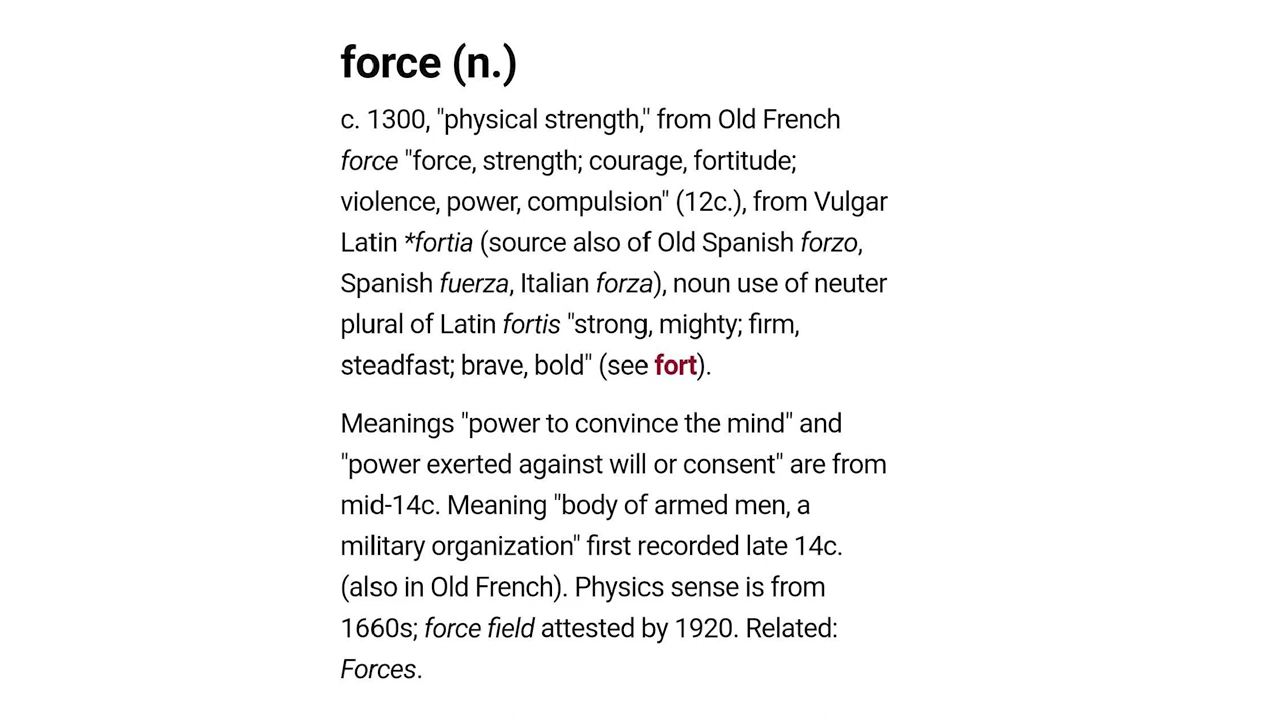 force (n.)
c. 1300, "physical strength," from Old French
force "force, strength; courage, fortitude;
violence, power, compulsion" (12c.), from Vulgar
Latin *fortia (source also of Old Spanish forzo,
Spanish fuerza, Italian forza), noun use of neuter
plural of Latin fortis "strong, mighty; firm,
steadfast; brave, bold" (see fort).
Meanings "power to convince the mind" and
"power exerted against will or consent" are from
mid-14c. Meaning "body of armed men, a
military organization" first recorded late 14c.
(also in Old French). Physics sense is from
1660s; force field attested by 1920. Related:
Forces.